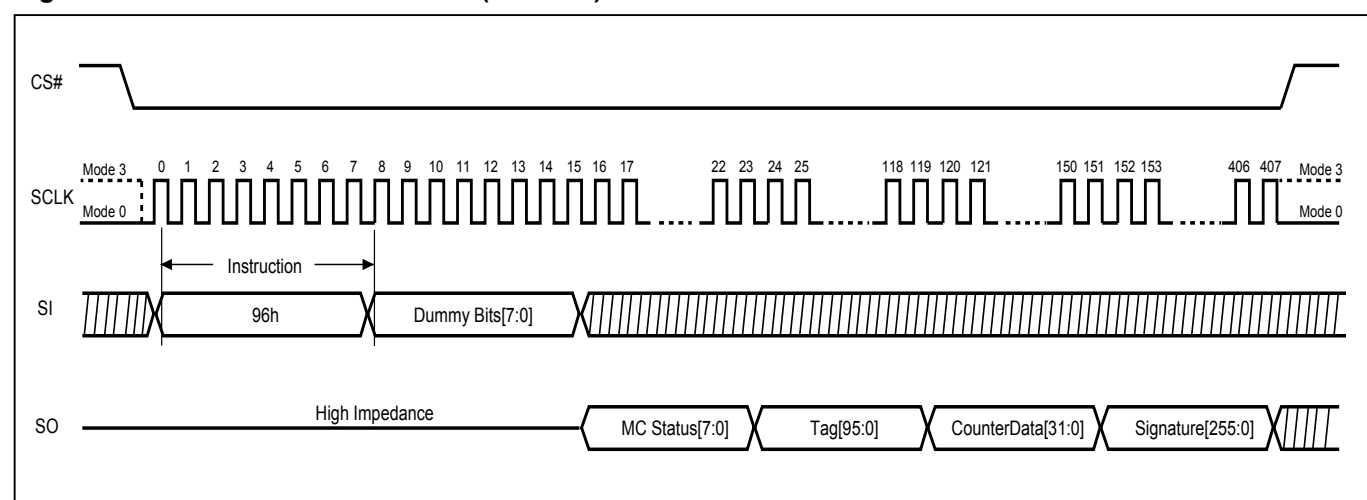 CS#
Mode 3 0 1 2 3 4 5 6 7 8 9 10 11 12 13 14 15 16 17 22 23 24 25 118 119 120 121 150 151 152 153 406 407 Mode 3
SCLK
Mode 0 Mode 0
Instruction
SI 96h Dummy Bits[7:0]
High Impedance
SO MC Status[7:0] Tag[95:0] CounterData[31:0] Signature[255:0]